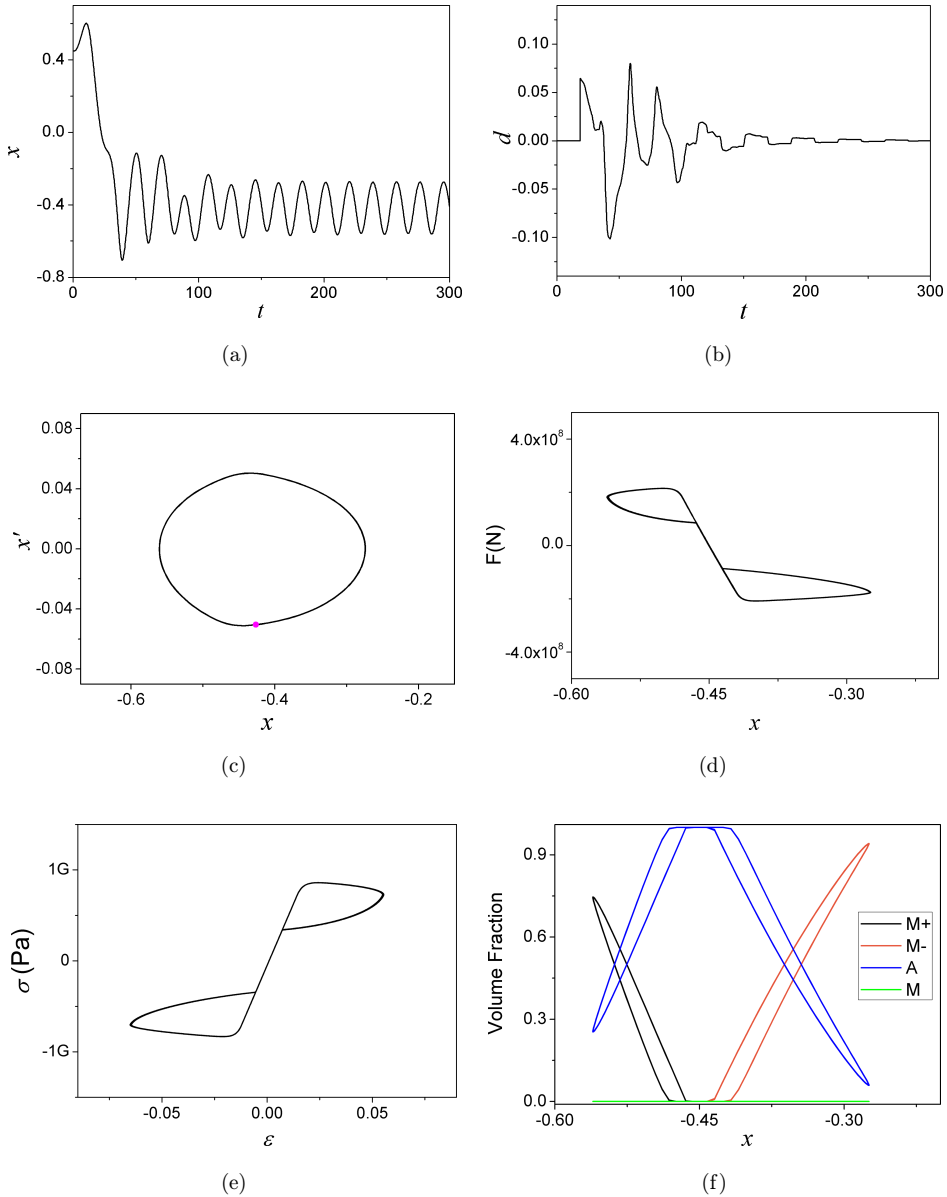 0.4
0.0
-0.4
-0.8
x
0
100
200
300
t
(a)
0.10
0.05
0.00
-0.05
-0.10
d
0
100
200
300
t
(b)
0.08
0.04
0.00
-0.04
-0.08
x′
-0.6
-0.4
-0.2
x
(c)
4.0x10⁸
0.0
-4.0x10⁸
F(N)
-0.60
-0.45
-0.30
x
(d)
1G
0
-1G
σ (Pa)
-0.05
0.00
0.05
ε
(e)
0.9
0.6
0.3
0.0
Volume Fraction
M+
M-
A
M
-0.60
-0.45
-0.30
x
(f)